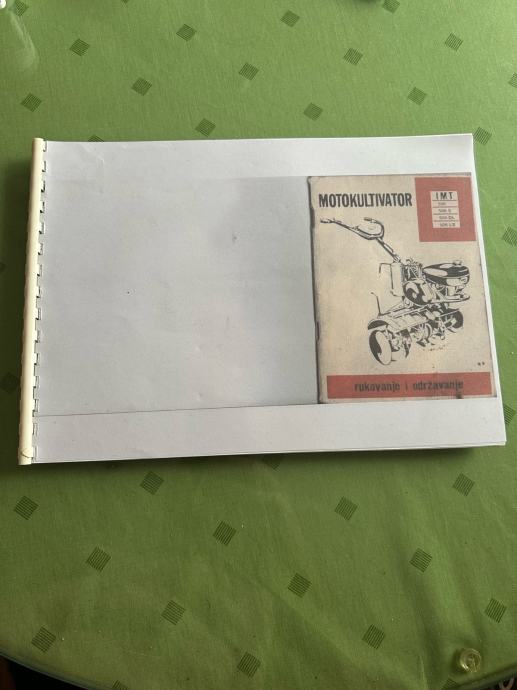 MOTOKULTIVATOR
IMT
rukovanje i održavanje